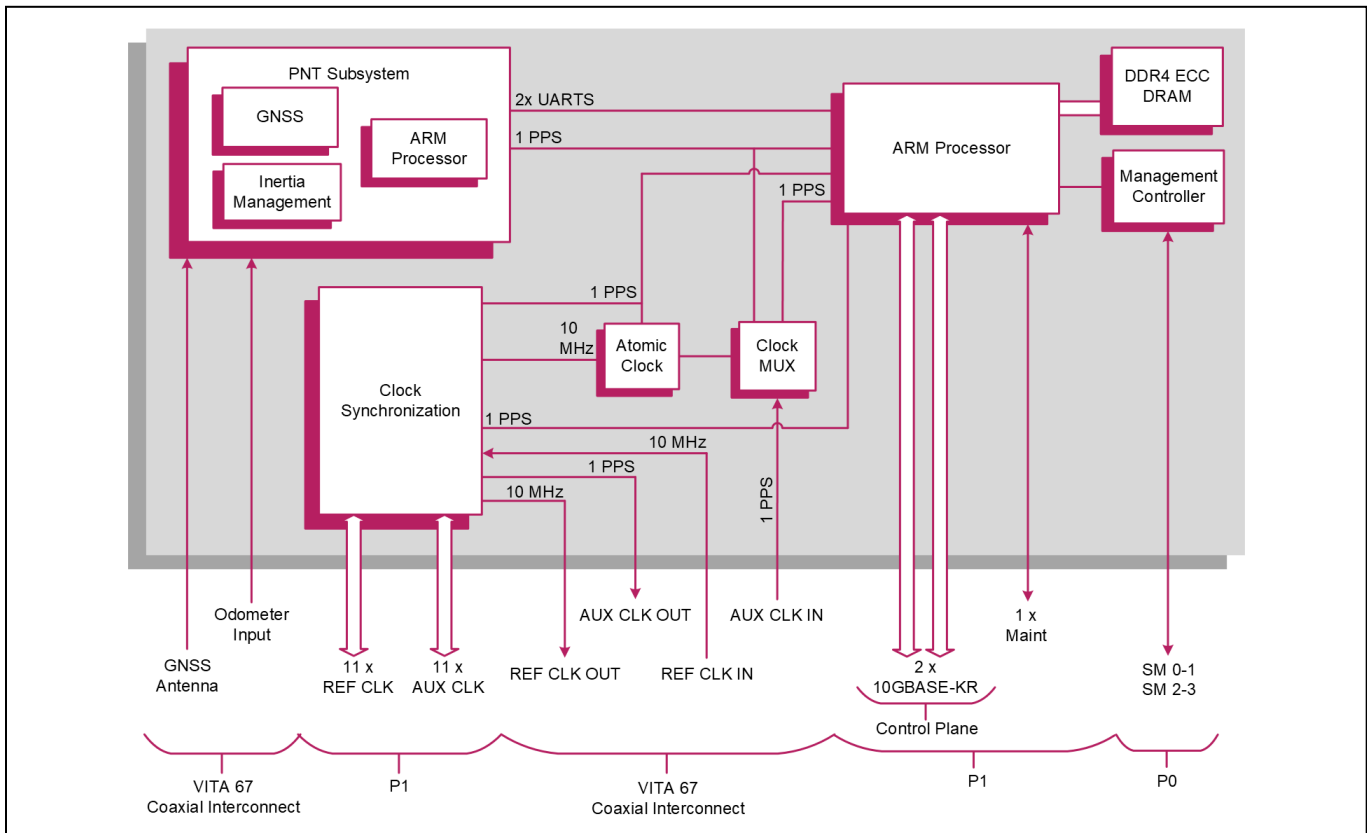 PNT Subsystem
GNSS
ARM
Processor
Inertia
Management
2x UARTS
1 PPS
ARM Processor
DDR4 ECC
DRAM
Management
Controller
1 PPS
Clock
Synchronization
1 PPS
10
MHz
Atomic
Clock
Clock
MUX
1 PPS
10 MHz
1 PPS
10 MHz
1 PPS
GNSS
Antenna
Odometer
Input
11 x
REF CLK
11 x
AUX CLK
REF CLK OUT
AUX CLK OUT
REF CLK IN
AUX CLK IN
2 x
10GBASE-KR
Control Plane
1 x
Maint
SM 0-1
SM 2-3
VITA 67
Coaxial Interconnect
P1
VITA 67
Coaxial Interconnect
P1
P0